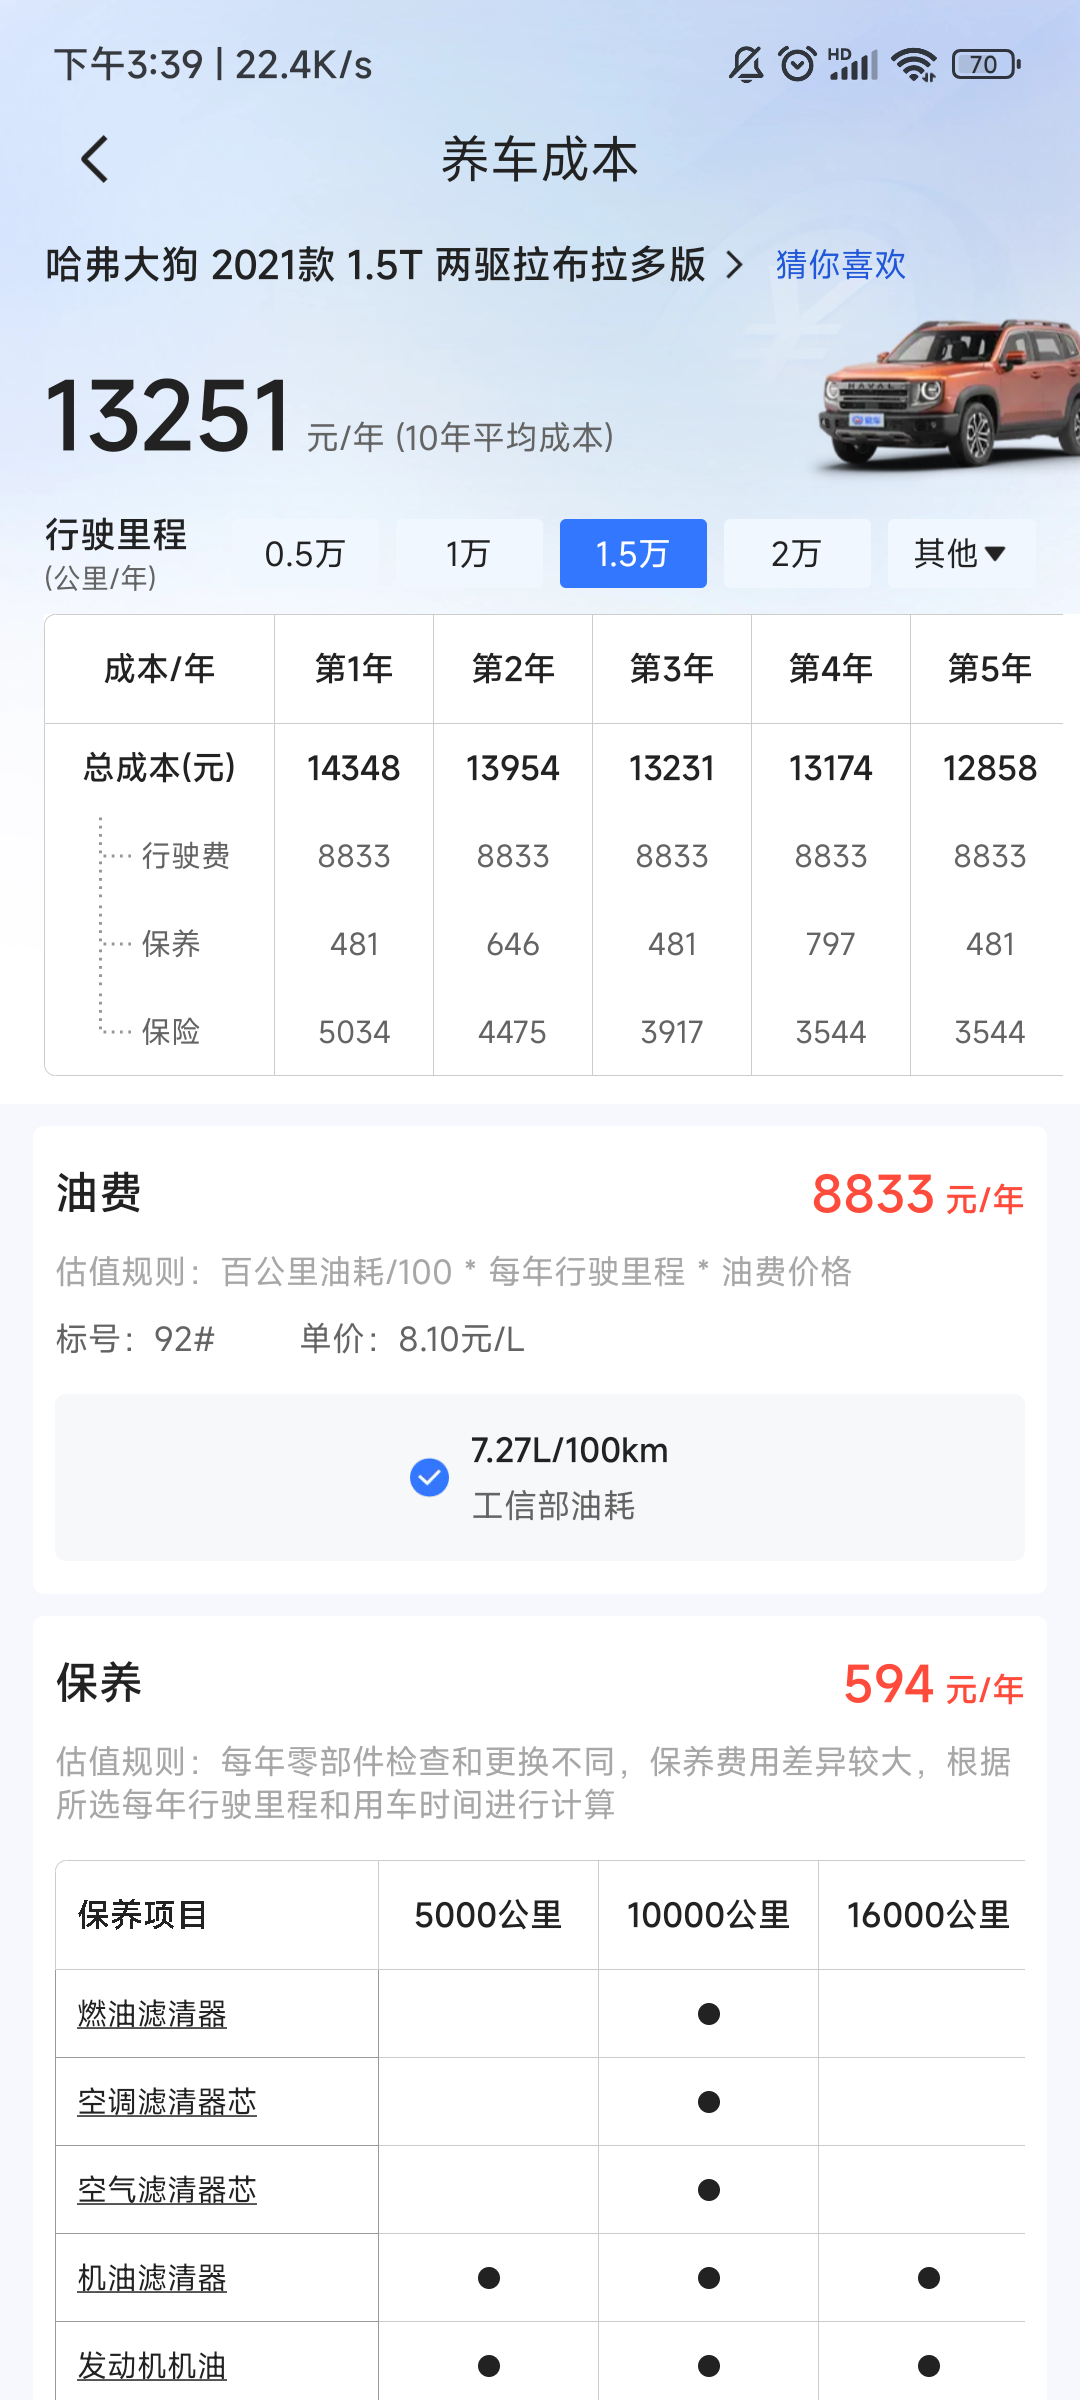 下午3:39 | 22.4K/s
HD
70
养车成本
哈弗大狗 2021款 1.5T 两驱拉布拉多版 > 猜你喜欢
13251 元/年 (10年平均成本)
HAVAL
行驶里程
(公里/年)
0.5万 1万 1.5万 2万 其他
成本/年 第1年 第2年 第3年 第4年 第5年
总成本(元) 14348 13954 13231 13174 12858
行驶费 8833 8833 8833 8833 8833
保养 481 646 481 797 481
保险 5034 4475 3917 3544 3544
油费 8833 元/年
估值规则：百公里油耗/100 * 每年行驶里程 * 油费价格
标号：92# 单价：8.10元/L
7.27L/100km
工信部油耗
保养 594 元/年
估值规则：每年零部件检查和更换不同，保养费用差异较大，根据
所选每年行驶里程和用车时间进行计算
保养项目 5000公里 10000公里 16000公里
燃油滤清器
空调滤清器芯
空气滤清器芯
机油滤清器
发动机机油